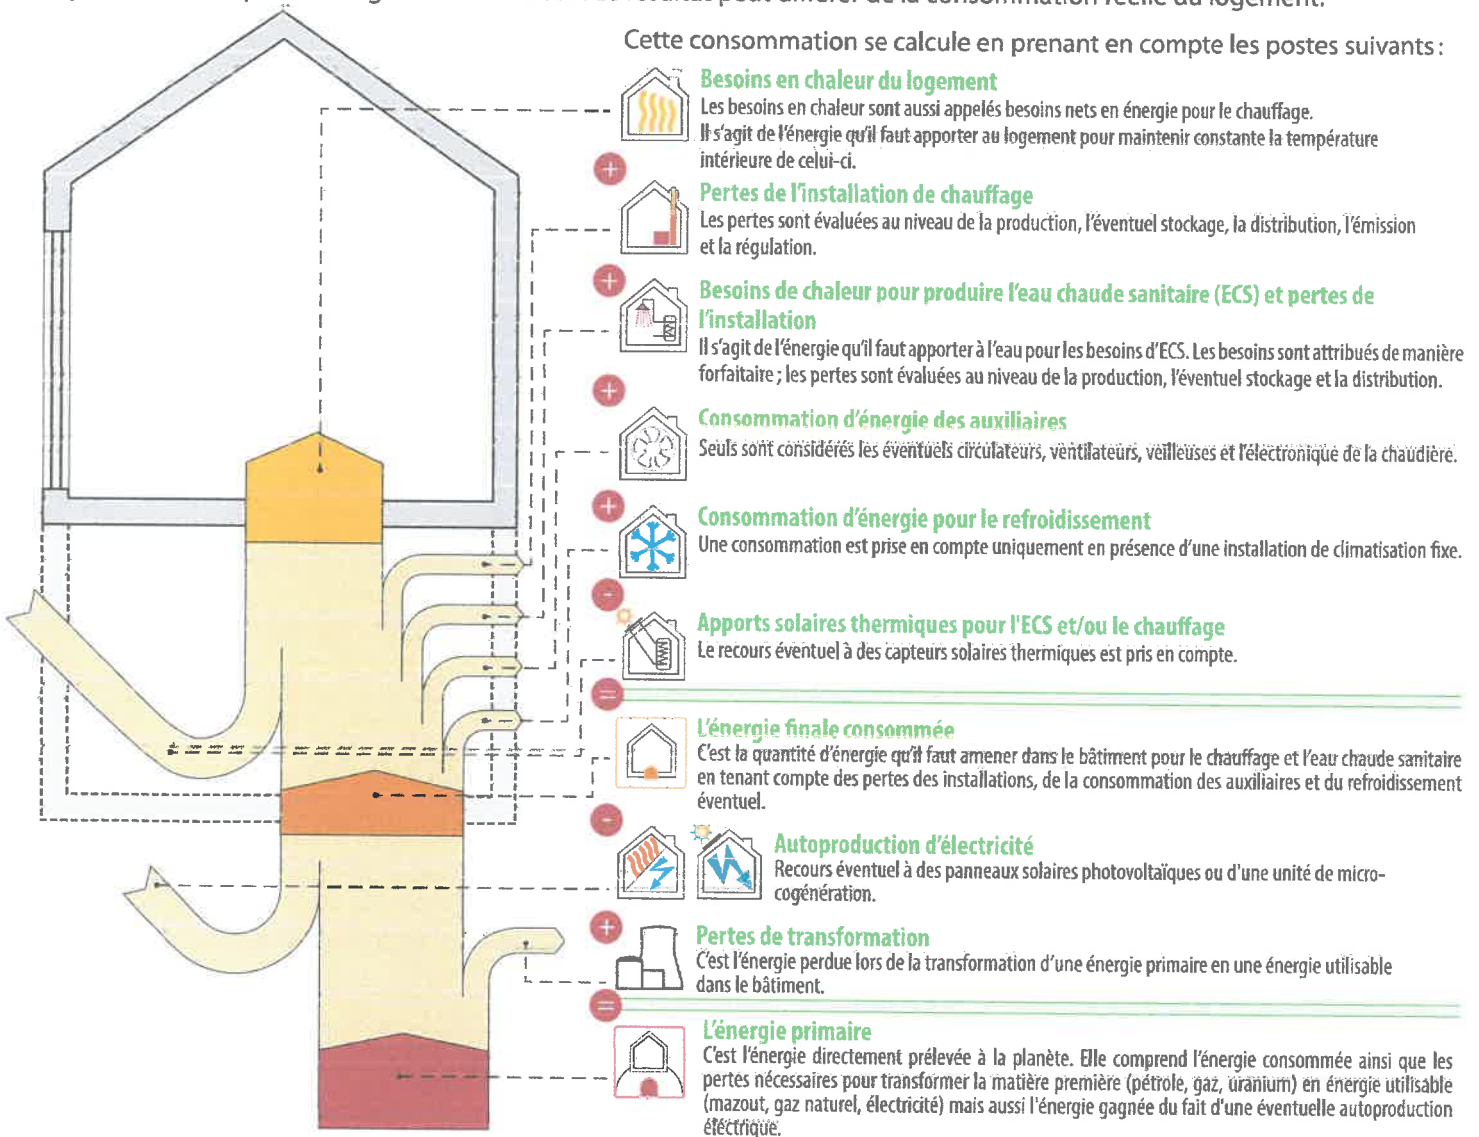 résultat peut différer de la consommation réelle du logement.
Cette consommation se calcule en prenant en compte les postes suivants :
Besoins en chaleur du logement
Les besoins en chaleur sont aussi appelés besoins nets en énergie pour le chauffage.
Il s'agit de l'énergie qu'il faut apporter au logement pour maintenir constante la température
intérieure de celui-ci.
+
Pertes de l'installation de chauffage
Les pertes sont évaluées au niveau de la production, l'éventuel stockage, la distribution, l'émission
et la régulation.
+
Besoins de chaleur pour produire l'eau chaude sanitaire (ECS) et pertes de
l'installation
Il s'agit de l'énergie qu'il faut apporter à l'eau pour les besoins d'ECS. Les besoins sont attribués de manière
forfaitaire ; les pertes sont évaluées au niveau de la production, l'éventuel stockage et la distribution.
+
Consommation d'énergie des auxiliaires
Seuls sont considérés les éventuels circulateurs, ventilateurs, veilleuses et l'électronique de la chaudière.
+
Consommation d'énergie pour le refroidissement
Une consommation est prise en compte uniquement en présence d'une installation de climatisation fixe.
-
Apports solaires thermiques pour l'ECS et/ou le chauffage
Le recours éventuel à des capteurs solaires thermiques est pris en compte.
=
L'énergie finale consommée
C'est la quantité d'énergie qu'il faut amener dans le bâtiment pour le chauffage et l'eau chaude sanitaire
en tenant compte des pertes des installations, de la consommation des auxiliaires et du refroidissement
éventuel.
-
Autoproduction d'électricité
Recours éventuel à des panneaux solaires photovoltaïques ou d'une unité de micro-
cogénération.
+
Pertes de transformation
C'est l'énergie perdue lors de la transformation d'une énergie primaire en une énergie utilisable
dans le bâtiment.
=
L'énergie primaire
C'est l'énergie directement prélevée à la planète. Elle comprend l'énergie consommée ainsi que les
pertes nécessaires pour transformer la matière première (pétrole, gaz, uranium) en énergie utilisable
(mazout, gaz naturel, électricité) mais aussi l'énergie gagnée du fait d'une éventuelle autoproduction
éléctrique.